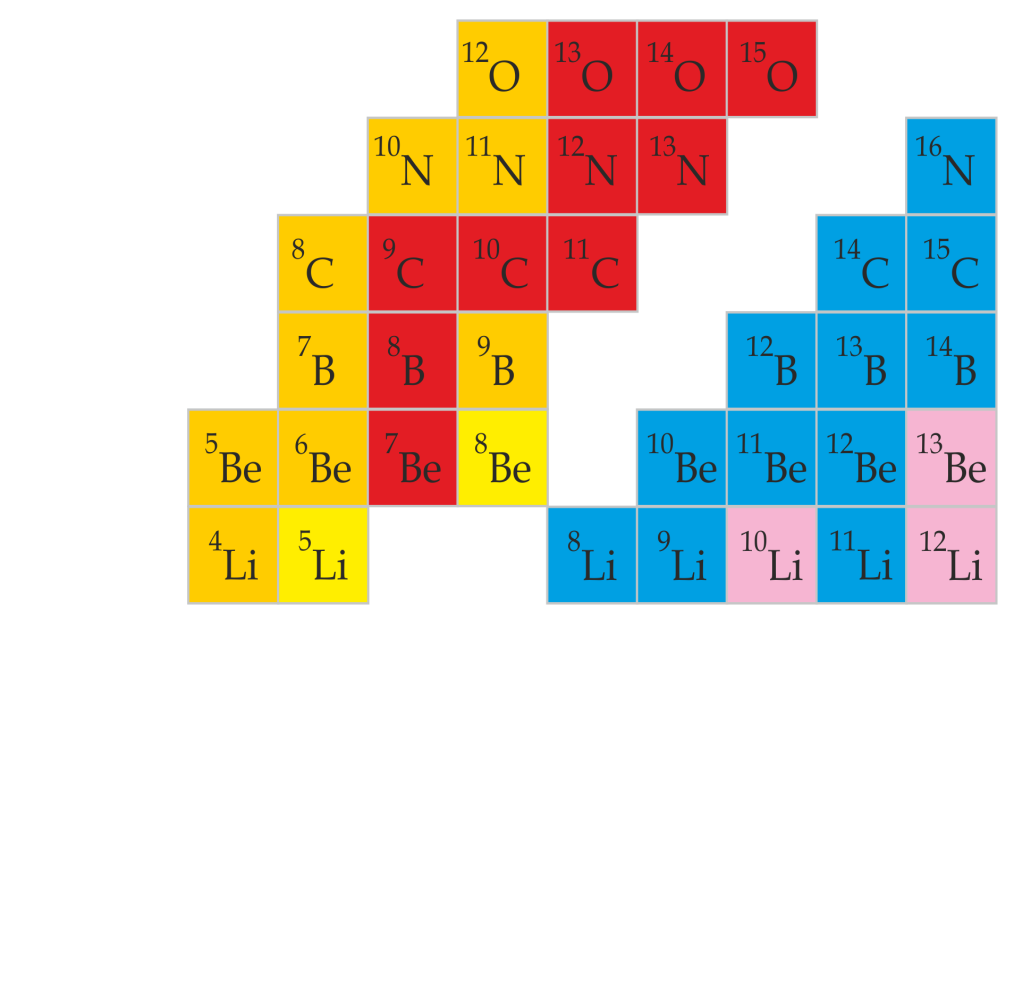 12O 13O 14O 15O
10N 11N 12N 13N 16N
8C 9C 10C 11C 14C 15C
7B 8B 9B 12B 13B 14B
5Be 6Be 7Be 8Be 10Be 11Be 12Be 13Be
4Li 5Li 8Li 9Li 10Li 11Li 12Li